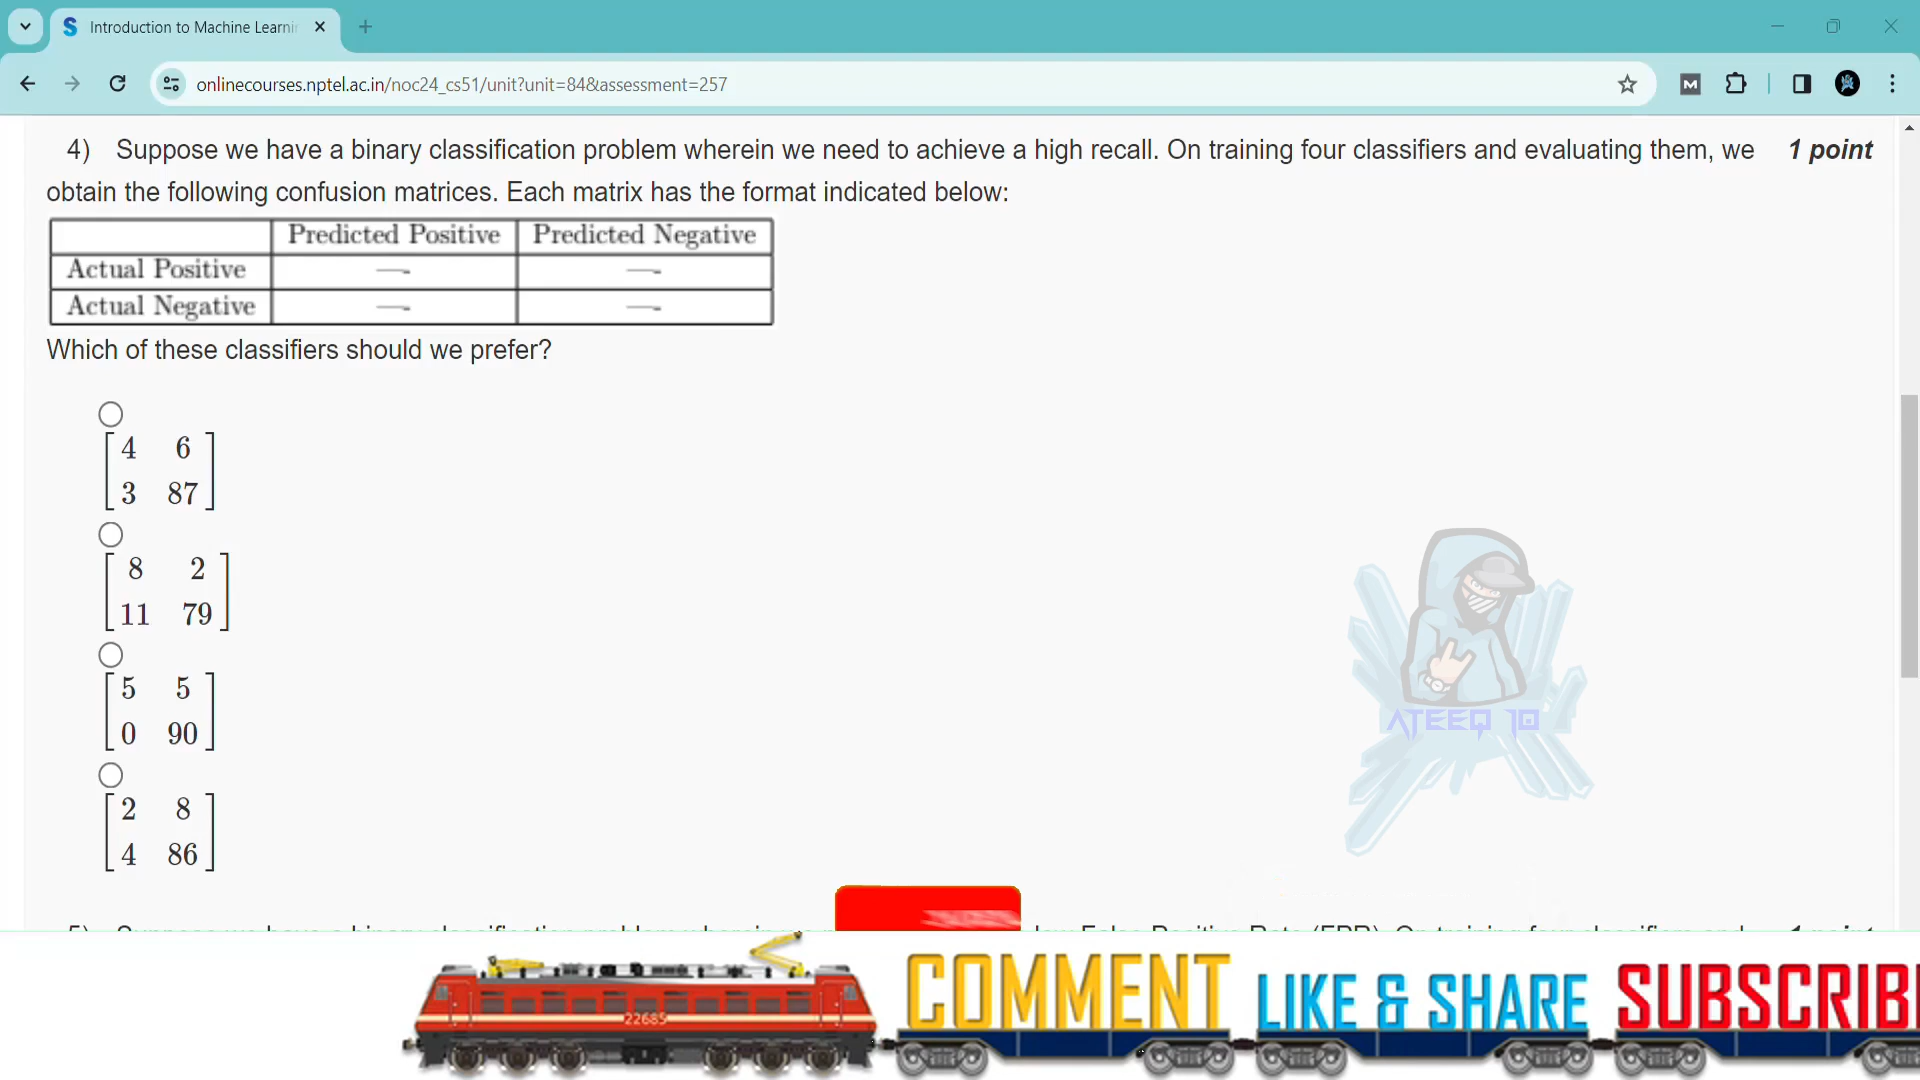 Introduction to Machine Learni
onlinecourses.nptel.ac.in/noc24_cs51/unit?unit=84&assessment=257
4) Suppose we have a binary classification problem wherein we need to achieve a high recall. On training four classifiers and evaluating them, we 1 point
obtain the following confusion matrices. Each matrix has the format indicated below:
Predicted Positive Predicted Negative
Actual Positive — —
Actual Negative — —
Which of these classifiers should we prefer?
4 6
3 87
8 2
11 79
5 5
0 90
2 8
4 86
ATEEQ 10
22685
COMMENT
LIKE & SHARE
SUBSCRIB